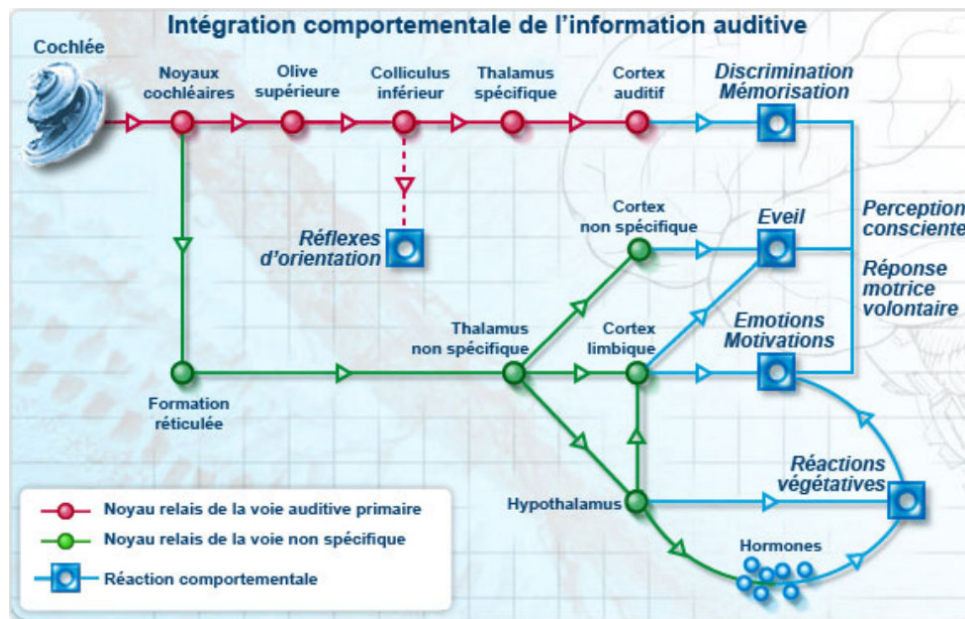 Intégration comportementale de l'information auditive
Cochlée
Noyaux
cochléaires
Olive
supérieure
Colliculus
inférieur
Thalamus
spécifique
Cortex
auditif
Discrimination
Mémorisation
Réflexes
d'orientation
Cortex
non spécifique
Eveil
Perception
consciente
Réponse
motrice
volontaire
Thalamus
non spécifique
Cortex
limbique
Emotions
Motivations
Formation
réticulée
Hypothalamus
Réactions
végétatives
Hormones
Noyau relais de la voie auditive primaire
Noyau relais de la voie non spécifique
Réaction comportementale